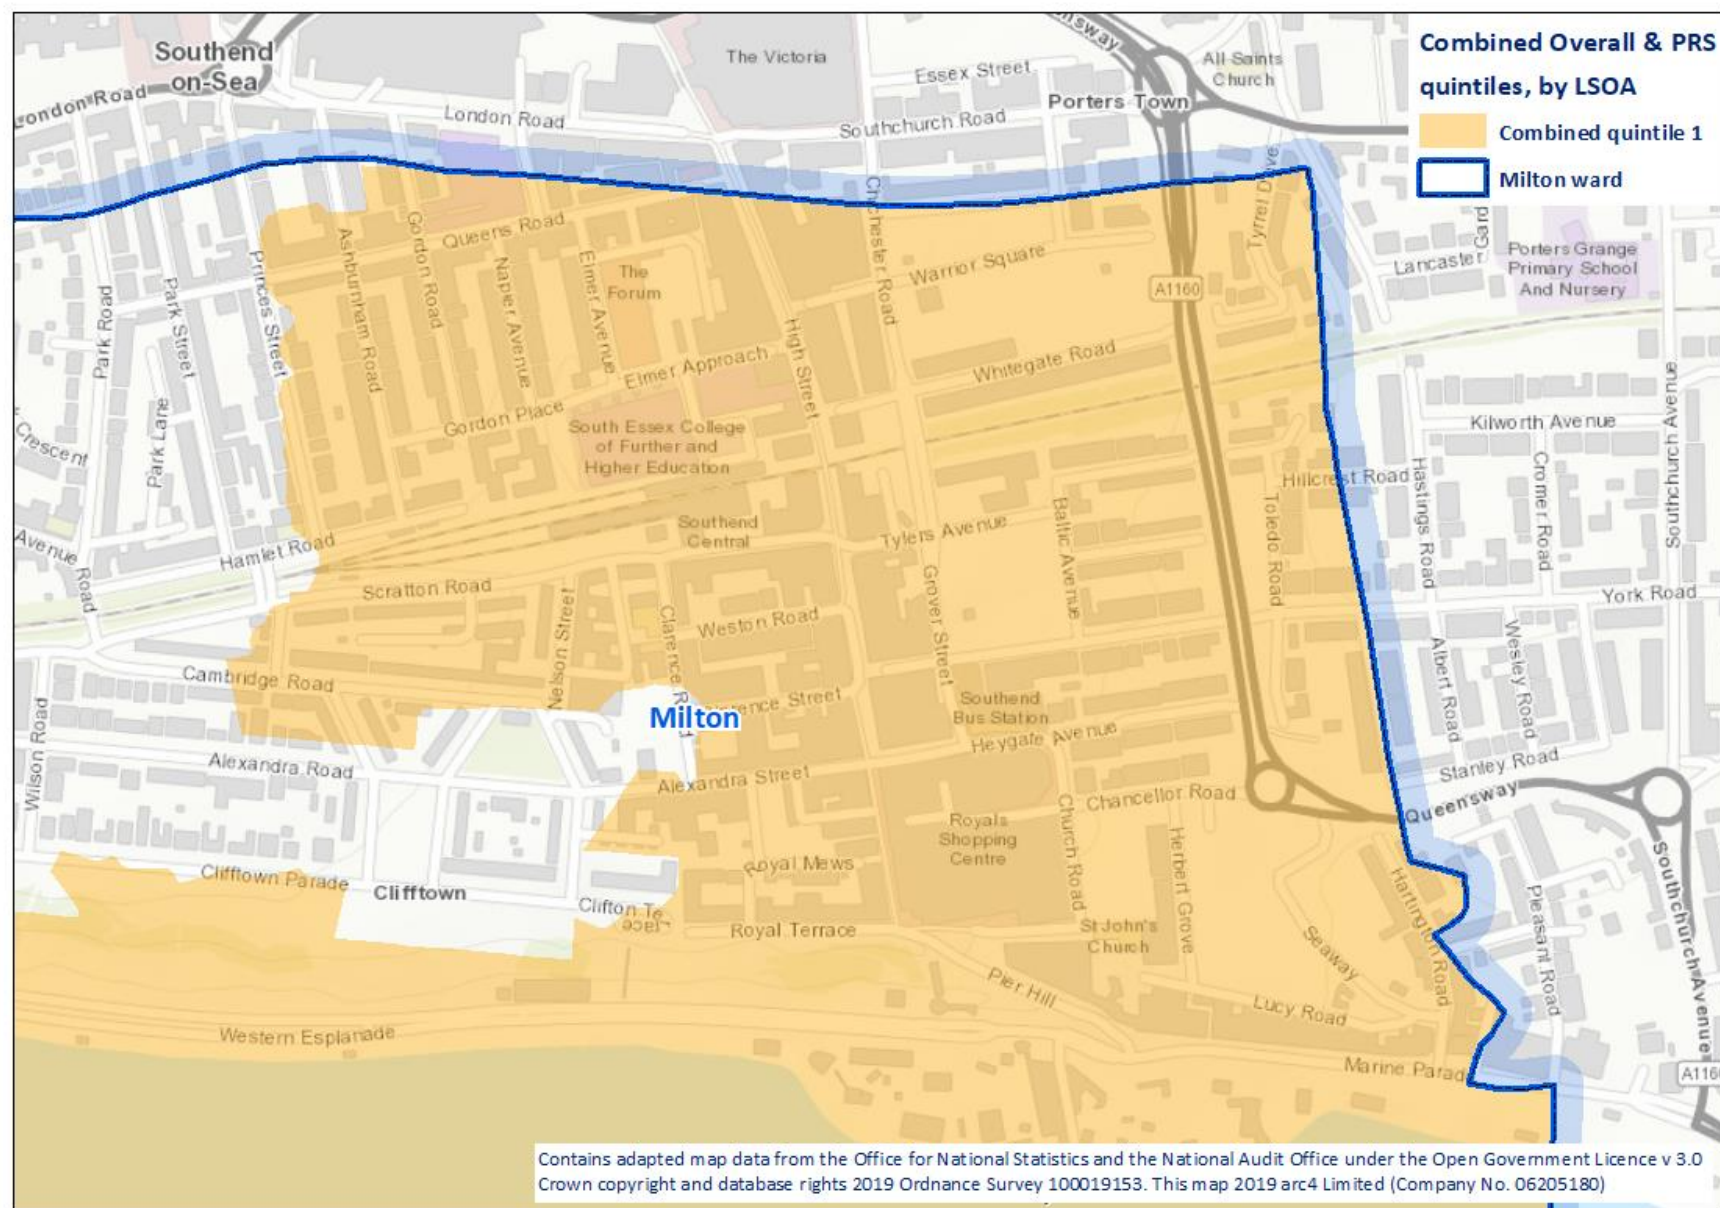 Combined Overall & PRS
quintiles, by LSOA
Combined quintile 1
Milton ward
Southend
on-Sea
London Road
London Road
The Victoria
Essex Street
Southchurch Road
Porters Town
All Saints
Church
Queens Road
Gordon Road
Ashburnham Road
Princes Street
Park Street
Park Road
Park Lane
Crescent
Napier Avenue
Elmer Avenue
The
Forum
Chichester Road
Warrior Square
A1160
Tyrrel Drive
Lancaster
Porters Grange
Primary School
And Nursery
High Street
Elmer Approach
Whitegate Road
Gordon Place
South Essex College
of Further and
Higher Education
Kilworth Avenue
Southchurch Avenue
Hillcrest Road
Hastings Road
Cromer Road
Toledo Road
Baltic Avenue
Tylers Avenue
Southend
Central
Avenue
Road
Hamlet Road
Scratton Road
Nelson Street
Clarence R
Weston Road
Grover Street
York Road
Albert Road
Wesley Road
Cambridge Road
Wilson Road
Milton
rence Street
Southend
Bus Station
Heygate Avenue
Alexandra Road
Alexandra Street
Stanley Road
Queensway
Chancellor Road
Church Road
Herbert Grove
Royals
Shopping
Centre
Royal Mews
Clifftown Parade
Clifftown
Clifton Te
rrace
Royal Terrace
St John's
Church
Hartington Road
Pleasant Road
Southchurch Avenue
Seaway
Pier Hill
Lucy Road
Western Esplanade
Marine Parad
A116
Contains adapted map data from the Office for National Statistics and the National Audit Office under the Open Government Licence v 3.0
Crown copyright and database rights 2019 Ordnance Survey 100019153. This map 2019 arc4 Limited (Company No. 06205180)